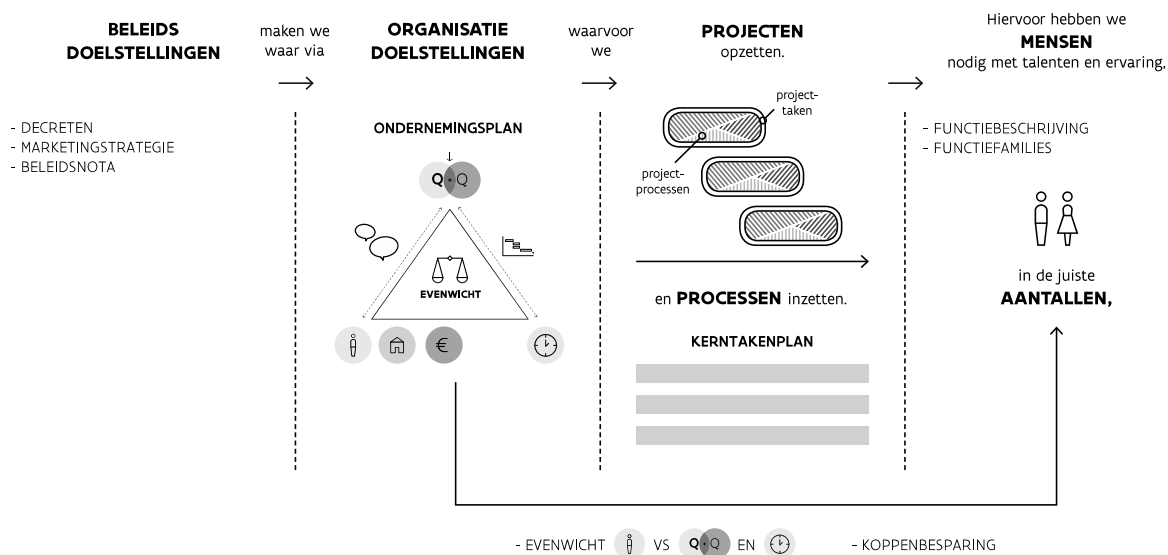 BELEIDS
DOELSTELLINGEN
- DECRETEN
- MARKETINGSTRATEGIE
- BELEIDSNOTA
maken we
waar via
ORGANISATIE
DOELSTELLINGEN
ONDERNEMINGSPLAN
Q • Q
EVENWICHT
€
waarvoor
we
PROJECTEN
opzetten.
project-
taken
project-
processen
en PROCESSEN inzetten.
KERNTAKENPLAN
Hiervoor hebben we
MENSEN
nodig met talenten en ervaring,
- FUNCTIEBESCHRIJVING
- FUNCTIEFAMILIES
in de juiste
AANTALLEN,
- EVENWICHT VS Q • Q EN
- KOPPENBESPARING